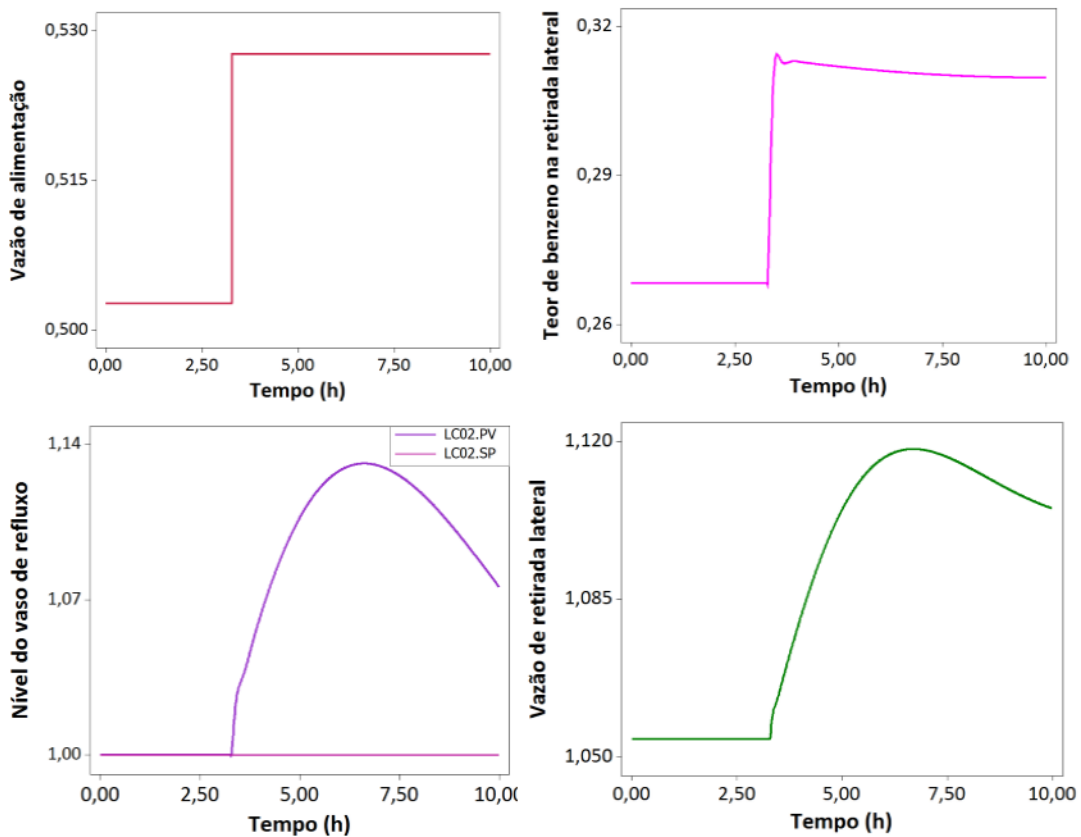 Vazão de alimentação
0,530
0,515
0,500
0,00 2,50 5,00 7,50 10,00
Tempo (h)
Teor de benzeno na retirada lateral
0,32
0,29
0,26
0,00 2,50 5,00 7,50 10,00
Tempo (h)
Nível do vaso de refluxo
1,14
1,07
1,00
LC02.PV
LC02.SP
0,00 2,50 5,00 7,50 10,00
Tempo (h)
Vazão de retirada lateral
1,120
1,085
1,050
0,00 2,50 5,00 7,50 10,00
Tempo (h)